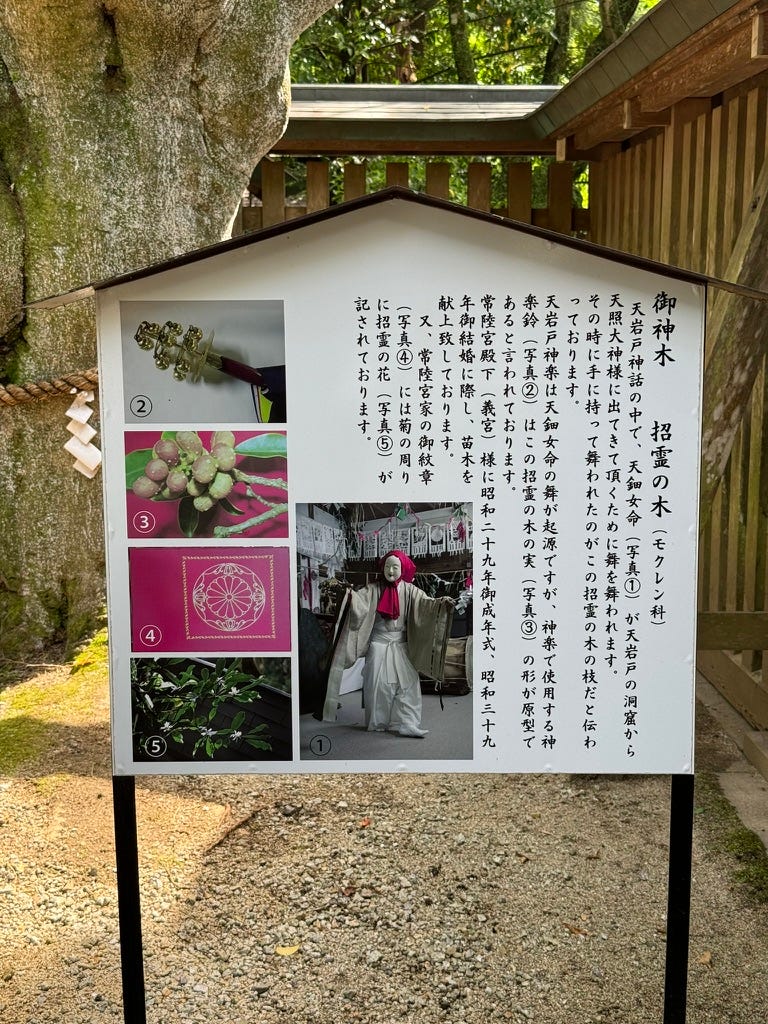 御神木　招霊の木（モクレン科）
天岩戸神話の中で、天鈿女命（写真①）が天岩戸の洞窟から
天照大神様に出てきて頂くために舞を舞われます。
その時に手に持って舞われたのがこの招霊の木の枝だと伝わ
っております。
天岩戸神楽は天鈿女命の舞が起源ですが、神楽で使用する神
楽鈴（写真②）はこの招霊の木の実（写真③）の形が原型で
あると言われております。
常陸宮殿下（義宮）様に昭和二十九年御成年式、昭和三十九
年御結婚に際し、苗木を
献上致しております。
又、常陸宮家の御紋章
（写真④）には菊の周り
に招霊の花（写真⑤）が
記されております。
②
③
④
⑤
①